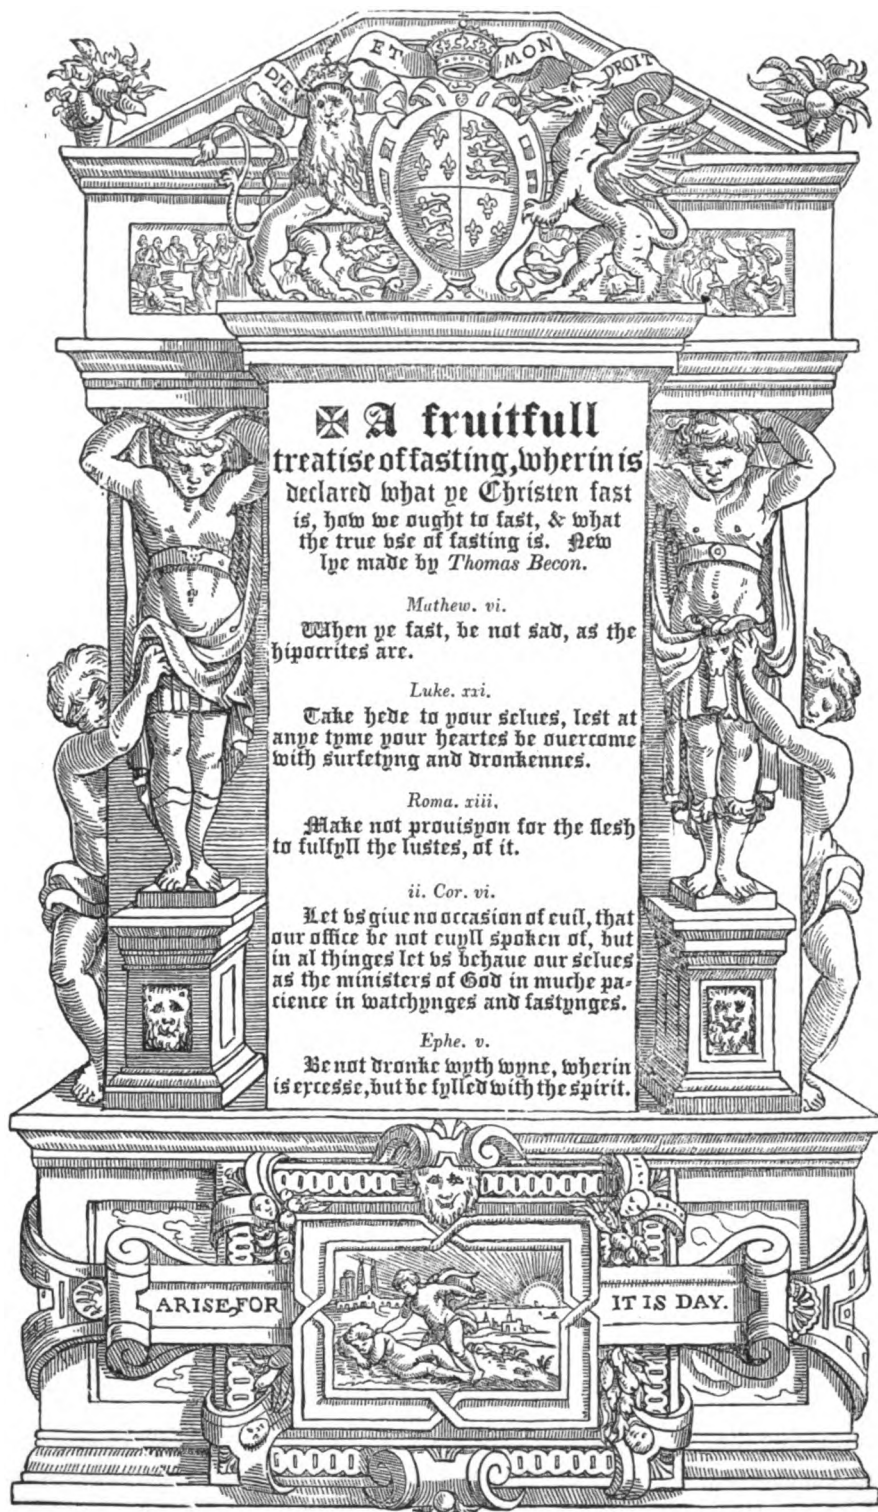 DIE ET MON DROIT
✠ A fruitfull
treatise of fasting, wherin is
declared what ye Christen fast
is, how we ought to fast, & what
the true vse of fasting is. New
lye made by Thomas Becon.
Mathew. vi.
When ye fast, be not sad, as the
hipocrites are.
Luke. xxi.
Take hede to your selues, lest at
anye tyme your heartes be ouercome
with surfetyng and dronkennes.
Roma. xiii.
Make not prouisyon for the flesh
to fulfyll the lustes, of it.
ii. Cor. vi.
Let vs giue no occasion of euil, that
our office be not euyll spoken of, but
in al thinges let vs behaue our selues
as the ministers of God in muche pa-
cience in watchynges and fastynges.
Ephe. v.
Be not dronke wyth wyne, wherin
is excesse, but be fylled with the spirit.
ARISE, FOR IT IS DAY.